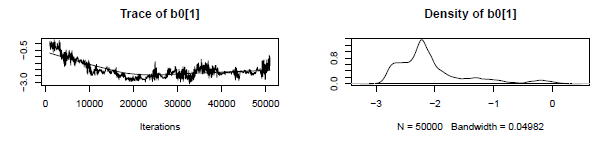 Trace of b0[1]
-3.0 -0.5
0 10000 20000 30000 40000 50000
Iterations
Density of b0[1]
0.0 0.8
-3 -2 -1 0
N = 50000 Bandwidth = 0.04982